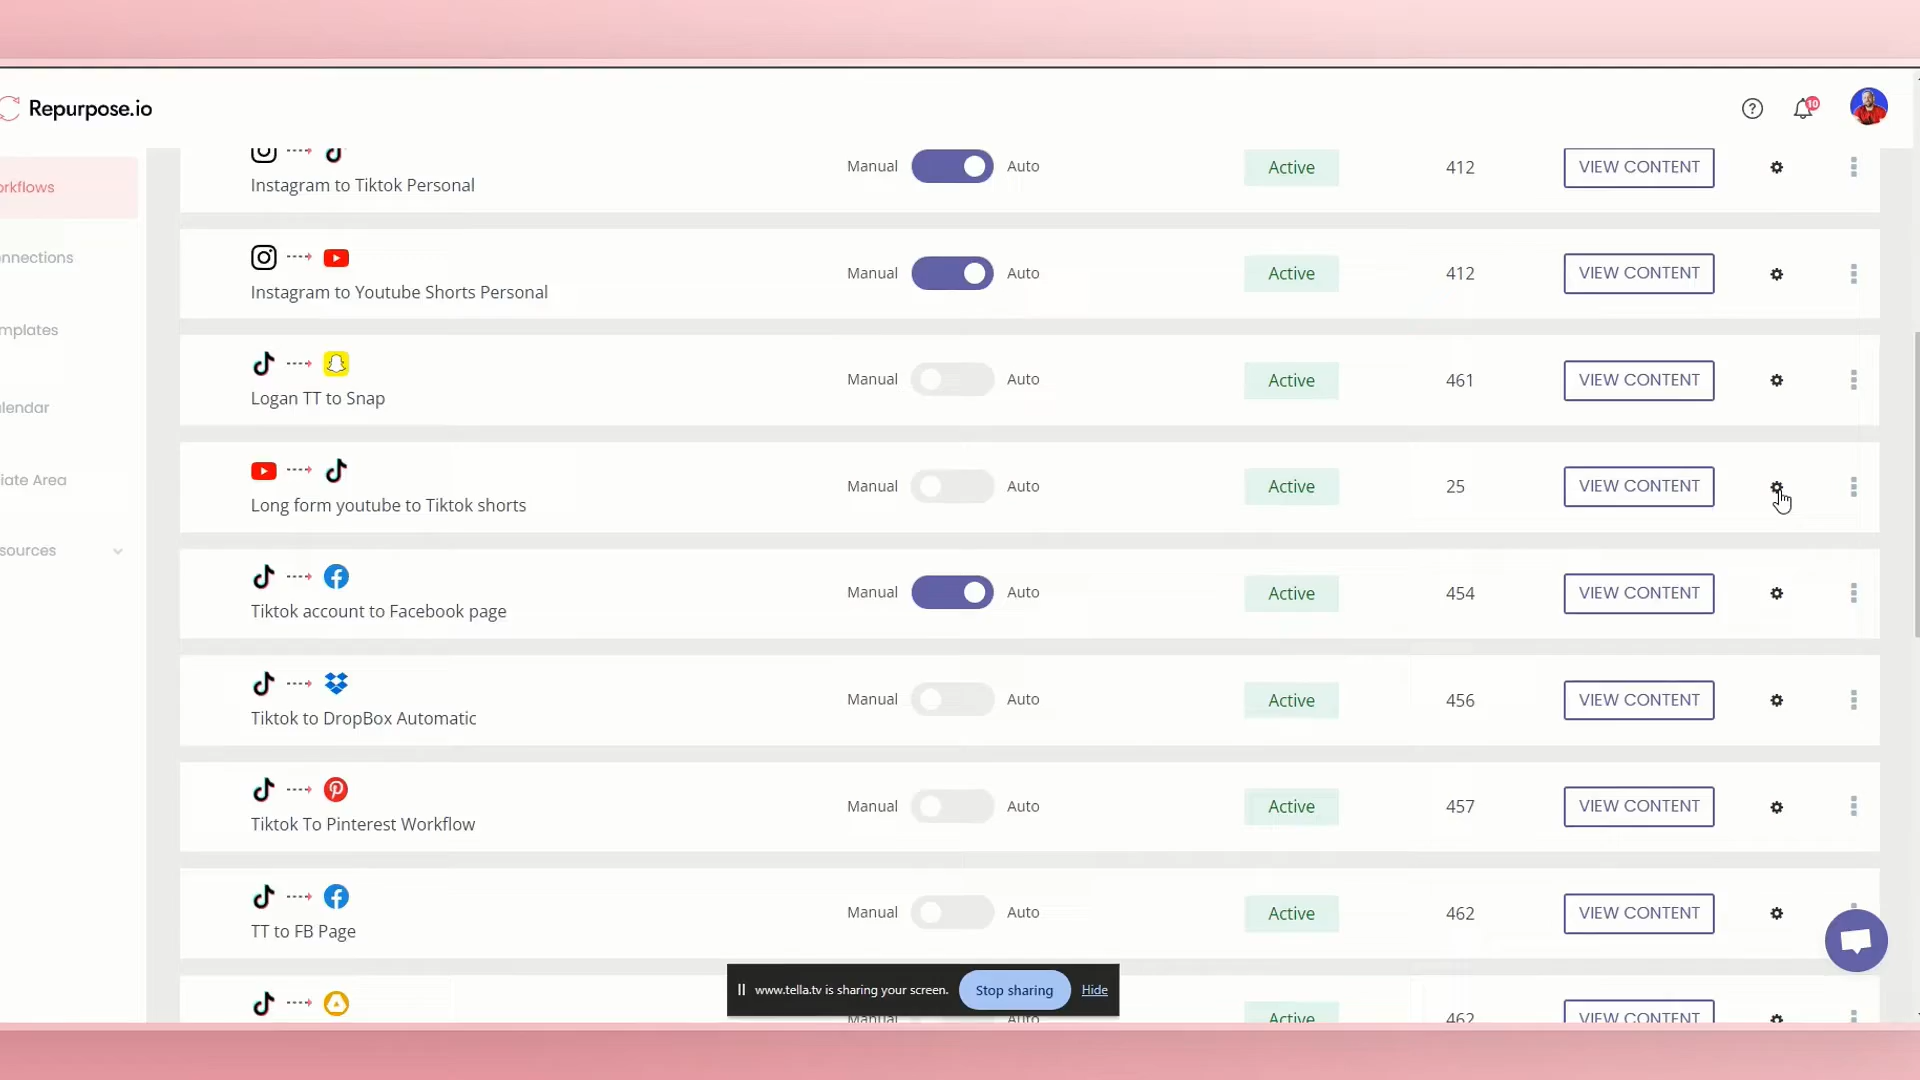 Repurpose.io
10
Manual Auto Active 412 VIEW CONTENT
Instagram to Tiktok Personal
rkflows
Manual Auto Active 412 VIEW CONTENT
Instagram to Youtube Shorts Personal
nnections
mplates
Manual Auto Active 461 VIEW CONTENT
Logan TT to Snap
lendar
iate Area
Manual Auto Active 25 VIEW CONTENT
Long form youtube to Tiktok shorts
sources
Manual Auto Active 454 VIEW CONTENT
Tiktok account to Facebook page
Manual Auto Active 456 VIEW CONTENT
Tiktok to DropBox Automatic
Manual Auto Active 457 VIEW CONTENT
Tiktok To Pinterest Workflow
Manual Auto Active 462 VIEW CONTENT
TT to FB Page
www.tella.tv is sharing your screen. Stop sharing Hide
Manual Auto Active 462 VIEW CONTENT